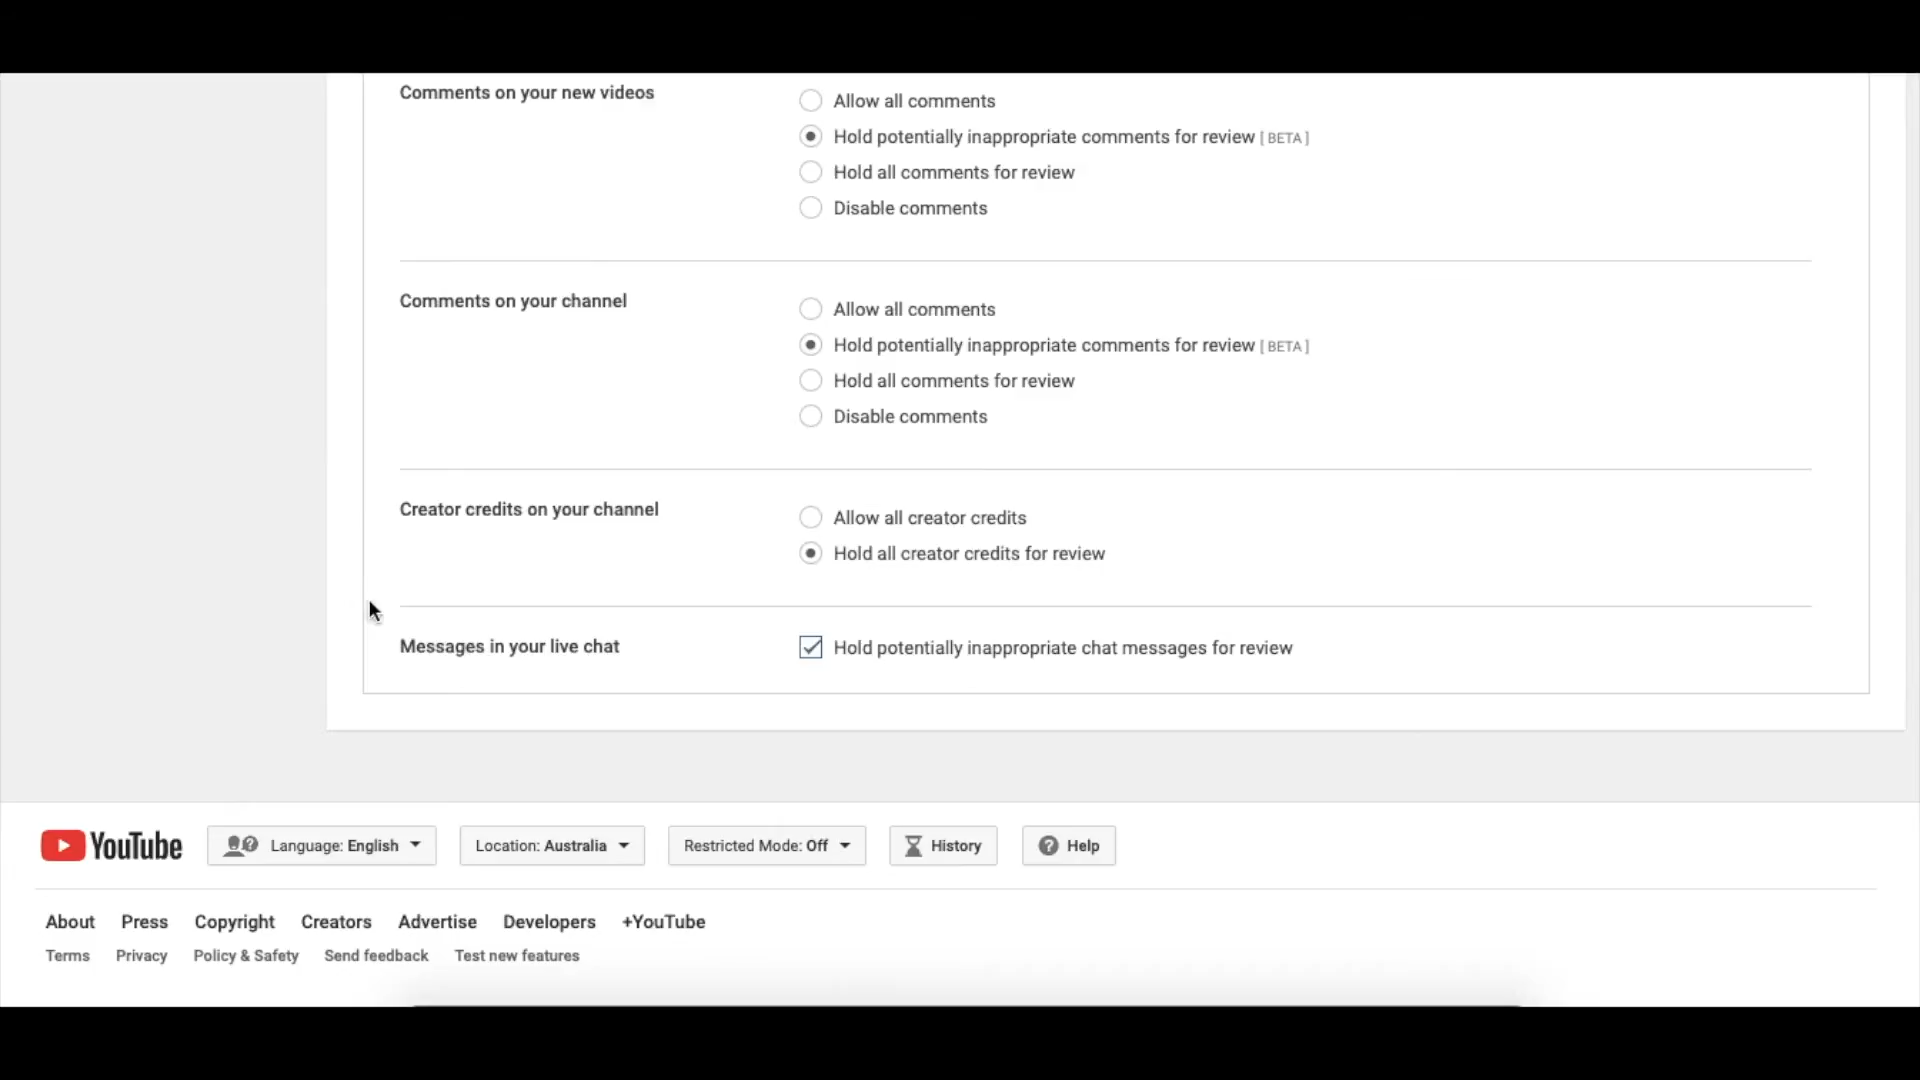 Comments on your new videos
Allow all comments
Hold potentially inappropriate comments for review [ BETA ]
Hold all comments for review
Disable comments
Comments on your channel
Allow all comments
Hold potentially inappropriate comments for review [ BETA ]
Hold all comments for review
Disable comments
Creator credits on your channel
Allow all creator credits
Hold all creator credits for review
Messages in your live chat
Hold potentially inappropriate chat messages for review
YouTube Language: English Location: Australia Restricted Mode: Off History Help
About Press Copyright Creators Advertise Developers +YouTube
Terms Privacy Policy & Safety Send feedback Test new features